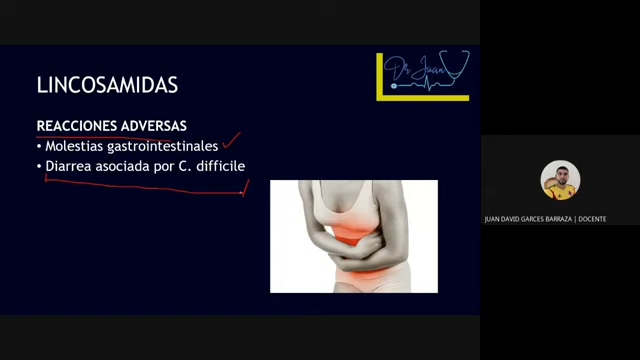 LINCOSAMIDAS
Dr Juan
REACCIONES ADVERSAS
• Molestias gastrointestinales
• Diarrea asociada por C. difficile
JUAN DAVID GARCES BARRAZA | DOCENTE